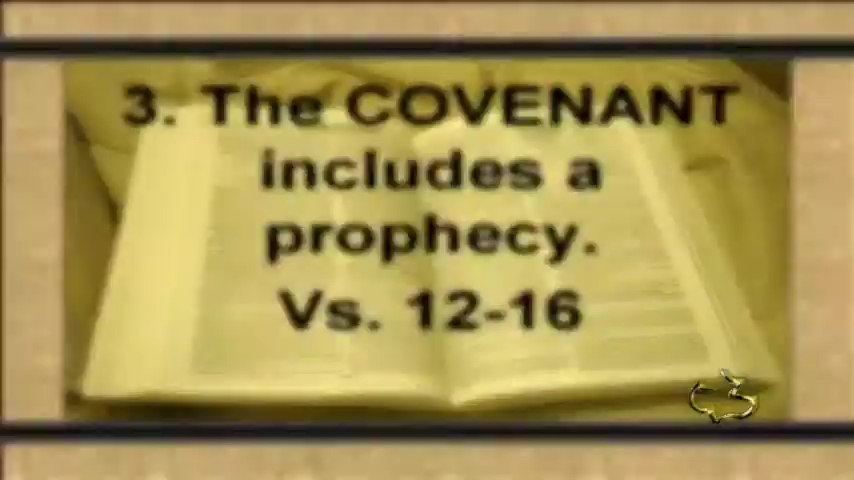 3. The COVENANT
includes a
prophecy.
Vs. 12-16